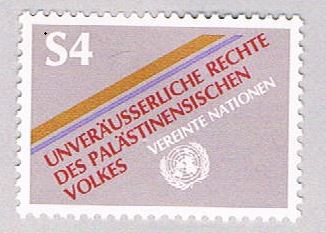 S4
UNVERÄUSSERLICHE RECHTE
DES PALÄSTINENSISCHEN
VOLKES
VEREINTE NATIONEN